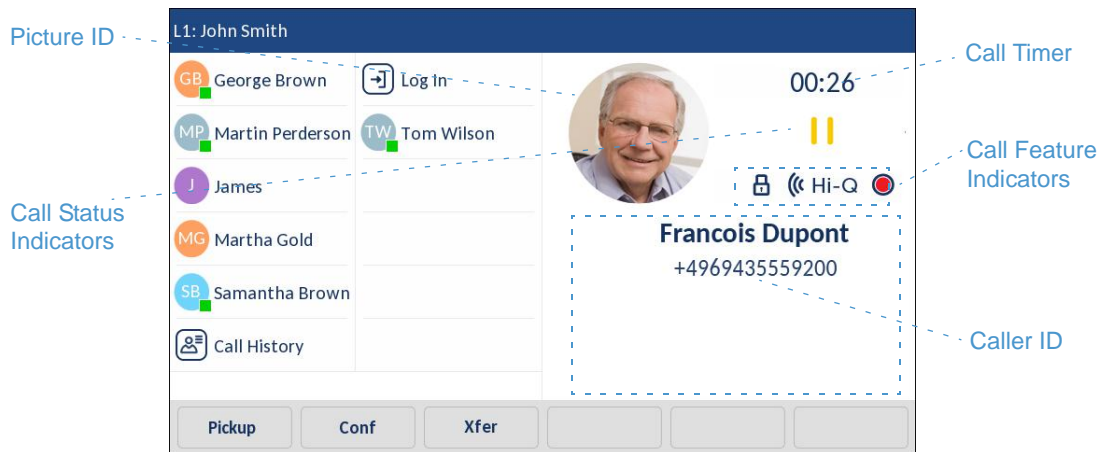 L1: John Smith
Picture ID
GB George Brown
Log In
00:26
Call Timer
MP Martin Perderson
TW Tom Wilson
Call Feature
Indicators
J James
Hi-Q
Call Status
Indicators
MG Martha Gold
Francois Dupont
+4969435559200
SB Samantha Brown
Call History
Caller ID
Pickup
Conf
Xfer